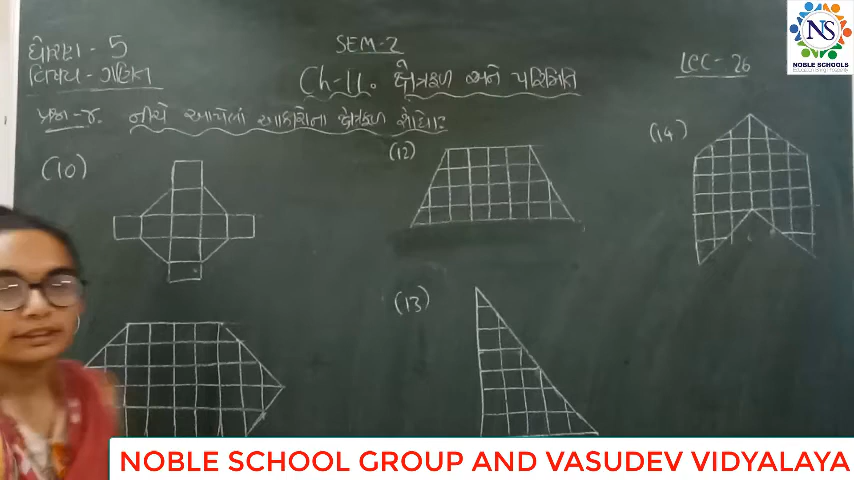 ધોરણ - 5
વિષય - ગણિત
SEM-2
Ch-11. ક્ષેત્રફળ અને પરિમિતિ
Lec-26
પ્રશ્ન-૪. નીચે આપેલાં આકારોના ક્ષેત્રફળ શોધો:
(10)
(12)
(14)
(13)
NS
NOBLE SCHOOLS
NOBLE SCHOOL GROUP AND VASUDEV VIDYALAYA